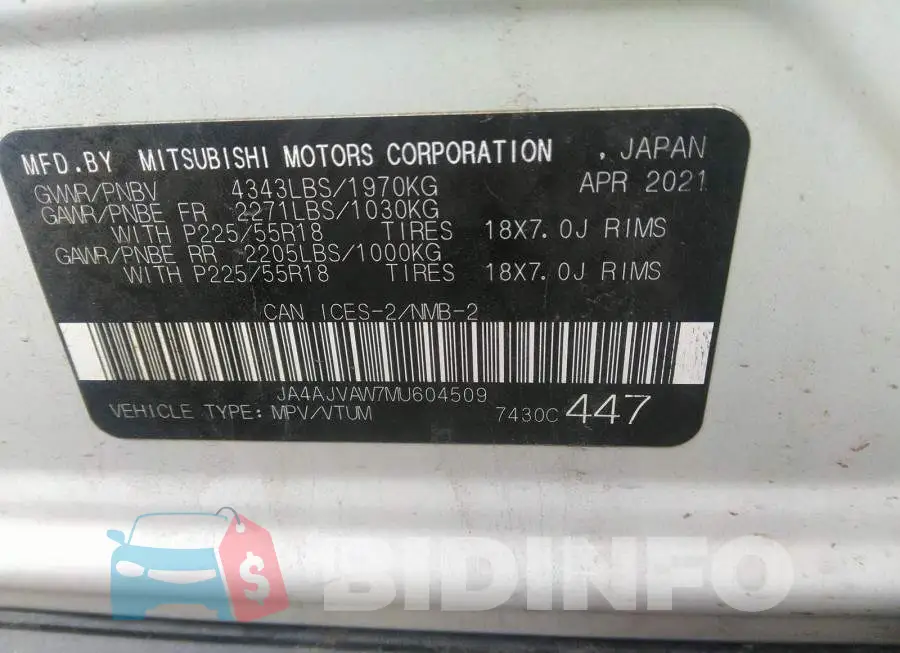 MFD.BY MITSUBISHI MOTORS CORPORATION , JAPAN
GVWR/PNBV 4343LBS/1970KG APR 2021
GAWR/PNBE FR 2271LBS/1030KG
WITH P225/55R18 TIRES 18X7.0J RIMS
GAWR/PNBE RR 2205LBS/1000KG
WITH P225/55R18 TIRES 18X7.0J RIMS
CAN ICES-2/NMB-2
JA4AJVAW7MU604509
VEHICLE TYPE: MPV/VTUM 7430C 447
$ BIDINFO